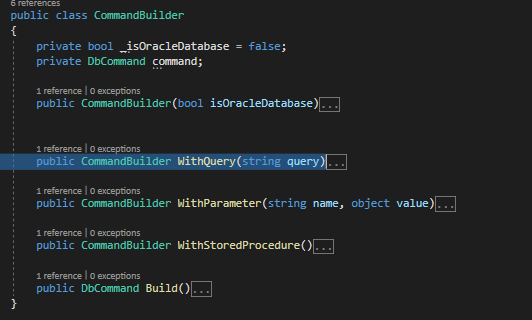 6 references
public class CommandBuilder
{
private bool _isOracleDatabase = false;
private DbCommand command;
1 reference | 0 exceptions
public CommandBuilder(bool isOracleDatabase)...
1 reference | 0 exceptions
public CommandBuilder WithQuery(string query)...
1 reference | 0 exceptions
public CommandBuilder WithParameter(string name, object value)...
1 reference | 0 exceptions
public CommandBuilder WithStoredProcedure()...
1 reference | 0 exceptions
public DbCommand Build()...
}